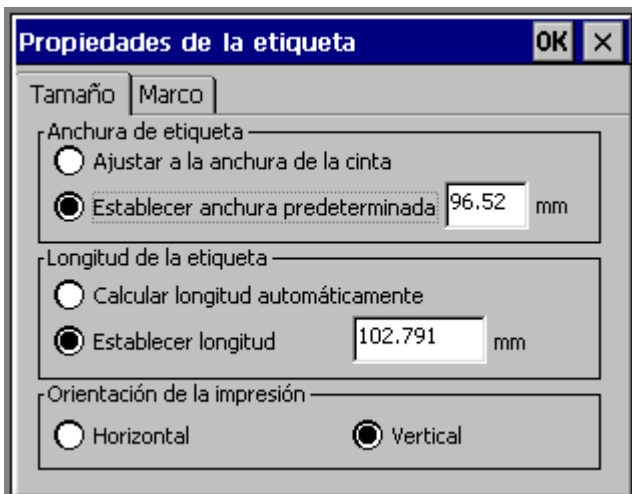 Propiedades de la etiqueta OK ×
Tamaño Marco
Anchura de etiqueta
Ajustar a la anchura de la cinta
Establecer anchura predeterminada 96.52 mm
Longitud de la etiqueta
Calcular longitud automáticamente
Establecer longitud 102.791 mm
Orientación de la impresión
Horizontal Vertical